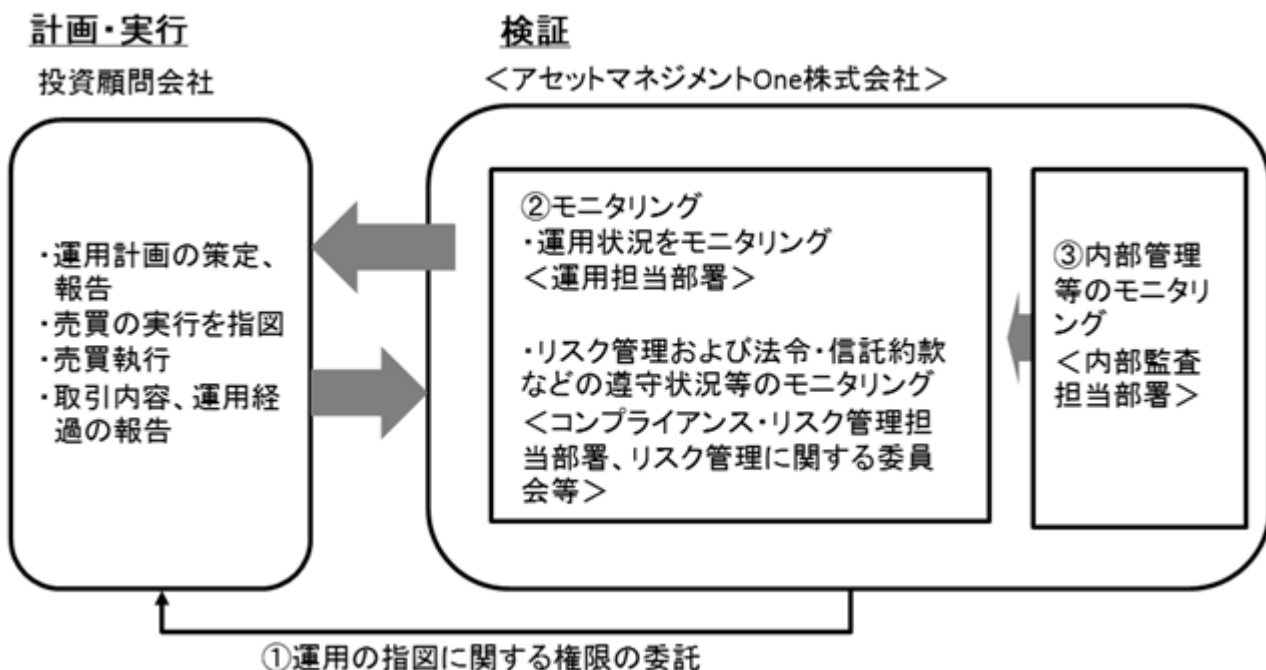 計画・実行
投資顧問会社
・運用計画の策定、
報告
・売買の実行を指図
・売買執行
・取引内容、運用経
過の報告
検証
＜アセットマネジメントOne株式会社＞
②モニタリング
・運用状況をモニタリング
＜運用担当部署＞
・リスク管理および法令・信託約款
などの遵守状況等のモニタリング
＜コンプライアンス・リスク管理担
当部署、リスク管理に関する委員
会等＞
③内部管理
等のモニタリ
ング
＜内部監査
担当部署＞
①運用の指図に関する権限の委託